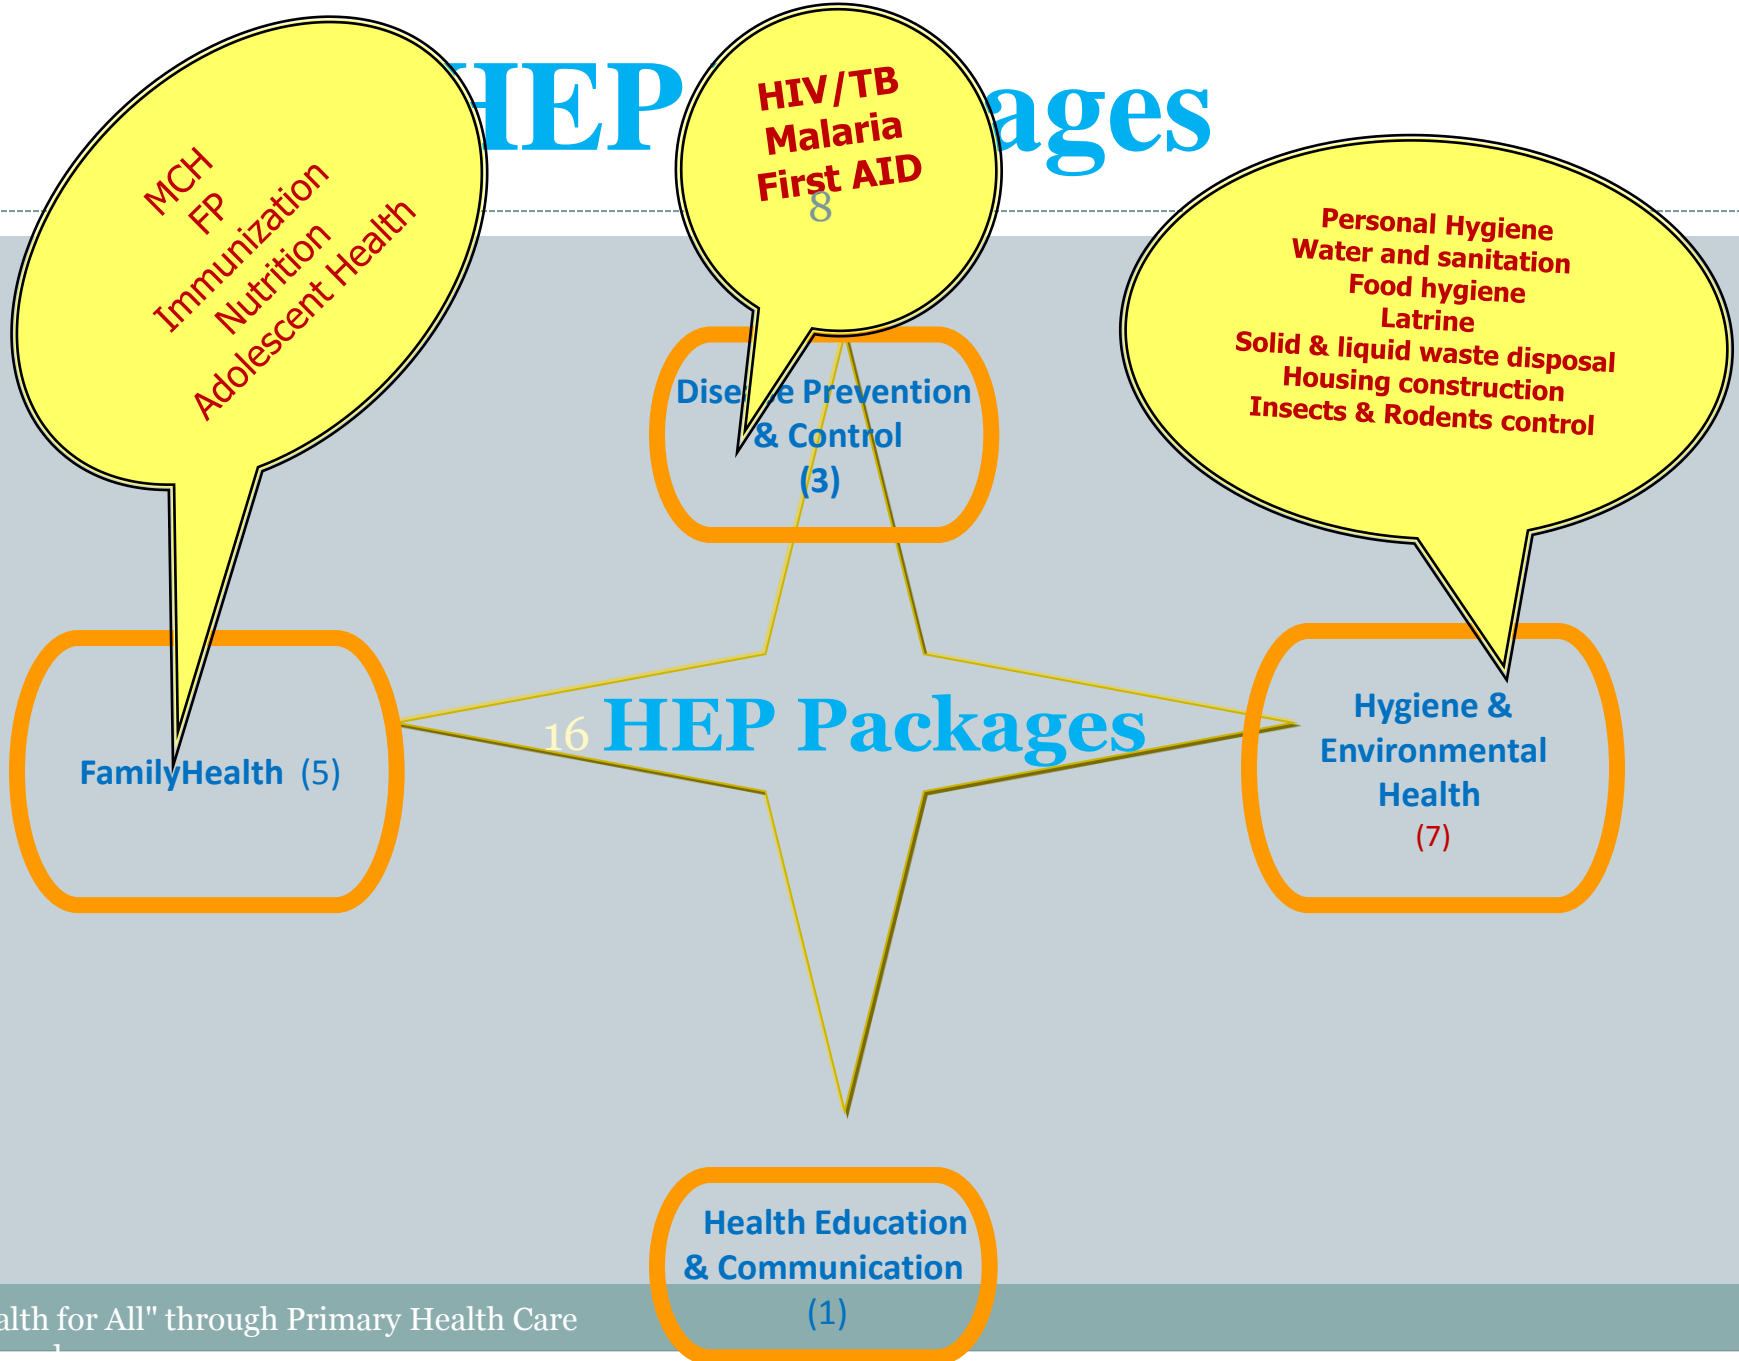 HEP
ages
MCH
FP
Immunization
Nutrition
Adolescent Health
HIV/TB
Malaria
First AID
8
Personal Hygiene
Water and sanitation
Food hygiene
Latrine
Solid & liquid waste disposal
Housing construction
Insects & Rodents control
Prevention
& Control
(3)
16 HEP Packages
FamilyHealth (5)
Hygiene &
Environmental
Health
(7)
Health Education
& Communication
(1)
alth for All" through Primary Health Care